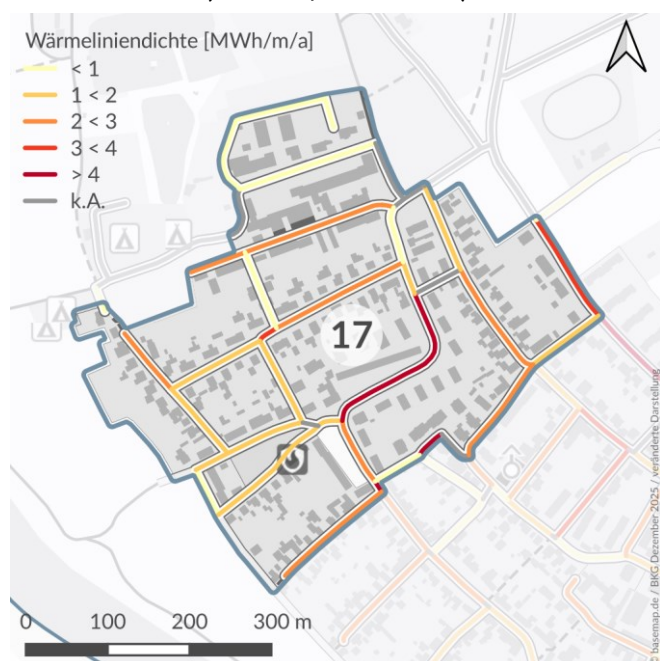 Wärmeliniendichte [MWh/m/a]
< 1
1 < 2
2 < 3
3 < 4
> 4
k.A.
17
0 100 200 300 m
© basemap.de / BKG Dezember 2025 / veränderte Darstellung